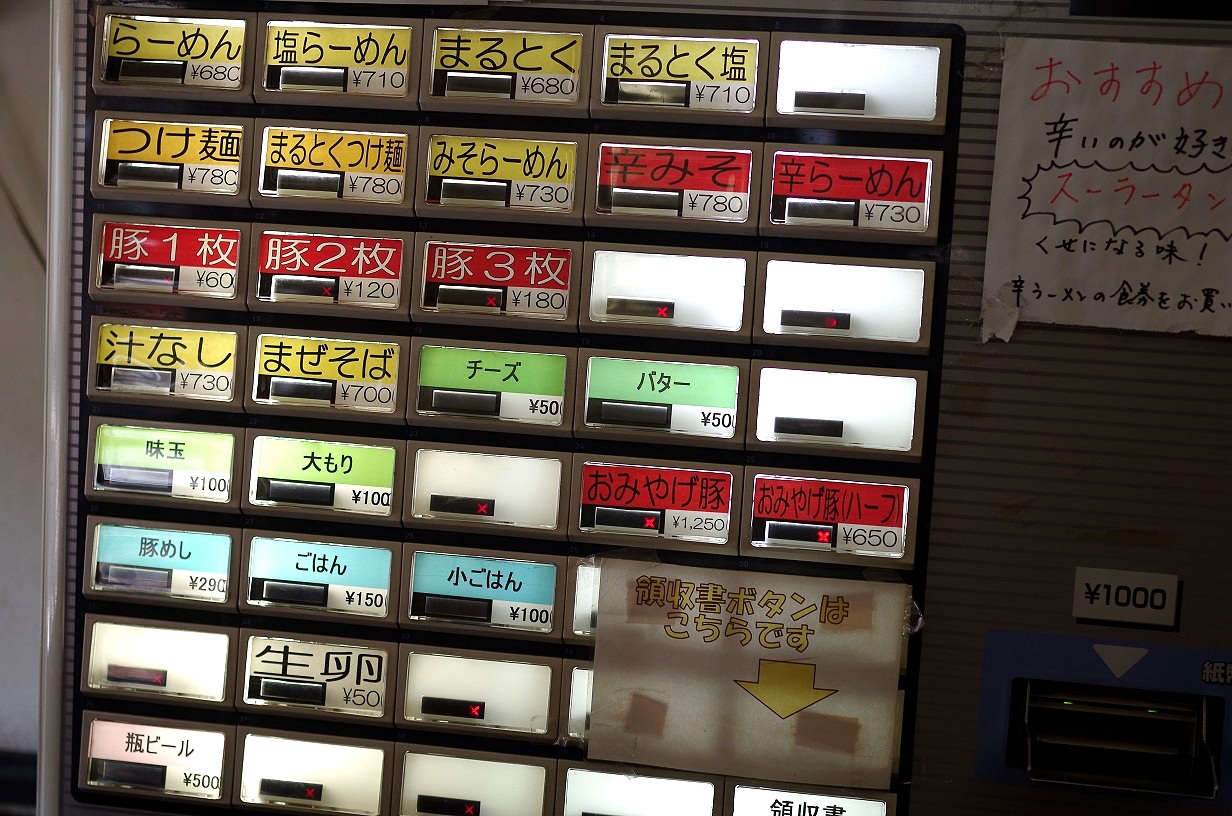 らーめん ¥680
塩らーめん ¥710
まるとく ¥680
まるとく塩 ¥710
つけ麺 ¥780
まるとくつけ麺 ¥780
みそらーめん ¥730
辛みそ ¥780
辛らーめん ¥730
豚1枚 ¥60
豚2枚 ¥120
豚3枚 ¥180
汁なし ¥730
まぜそば ¥700
チーズ ¥50
バター ¥50
味玉 ¥100
大もり ¥100
おみやげ豚 ¥1,250
おみやげ豚(ハーフ) ¥650
豚めし ¥290
ごはん ¥150
小ごはん ¥100
生卵 ¥50
瓶ビール ¥500
領収書ボタンは
こちらです
領収書
おすすめ
辛いのが好き
スーラータン
くせになる味!
辛ラーメンの食券をお買
¥1000
紙